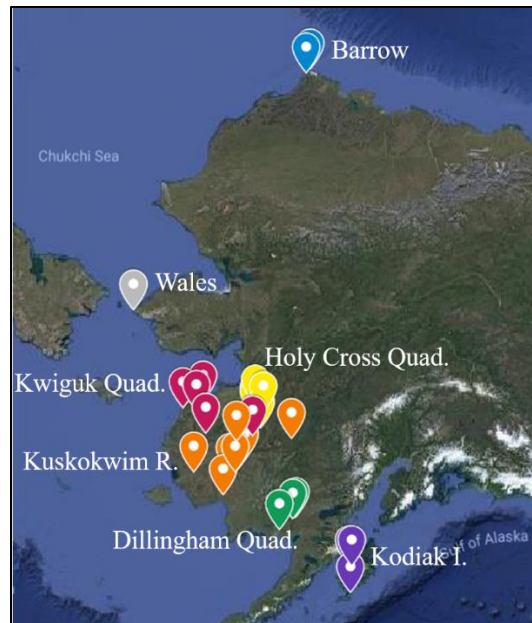 Barrow
Chukchi Sea
Wales
Holy Cross Quad.
Kwiguk Quad.
Kuskokwim R.
Dillingham Quad.
Gulf of Alaska
Kodiak I.